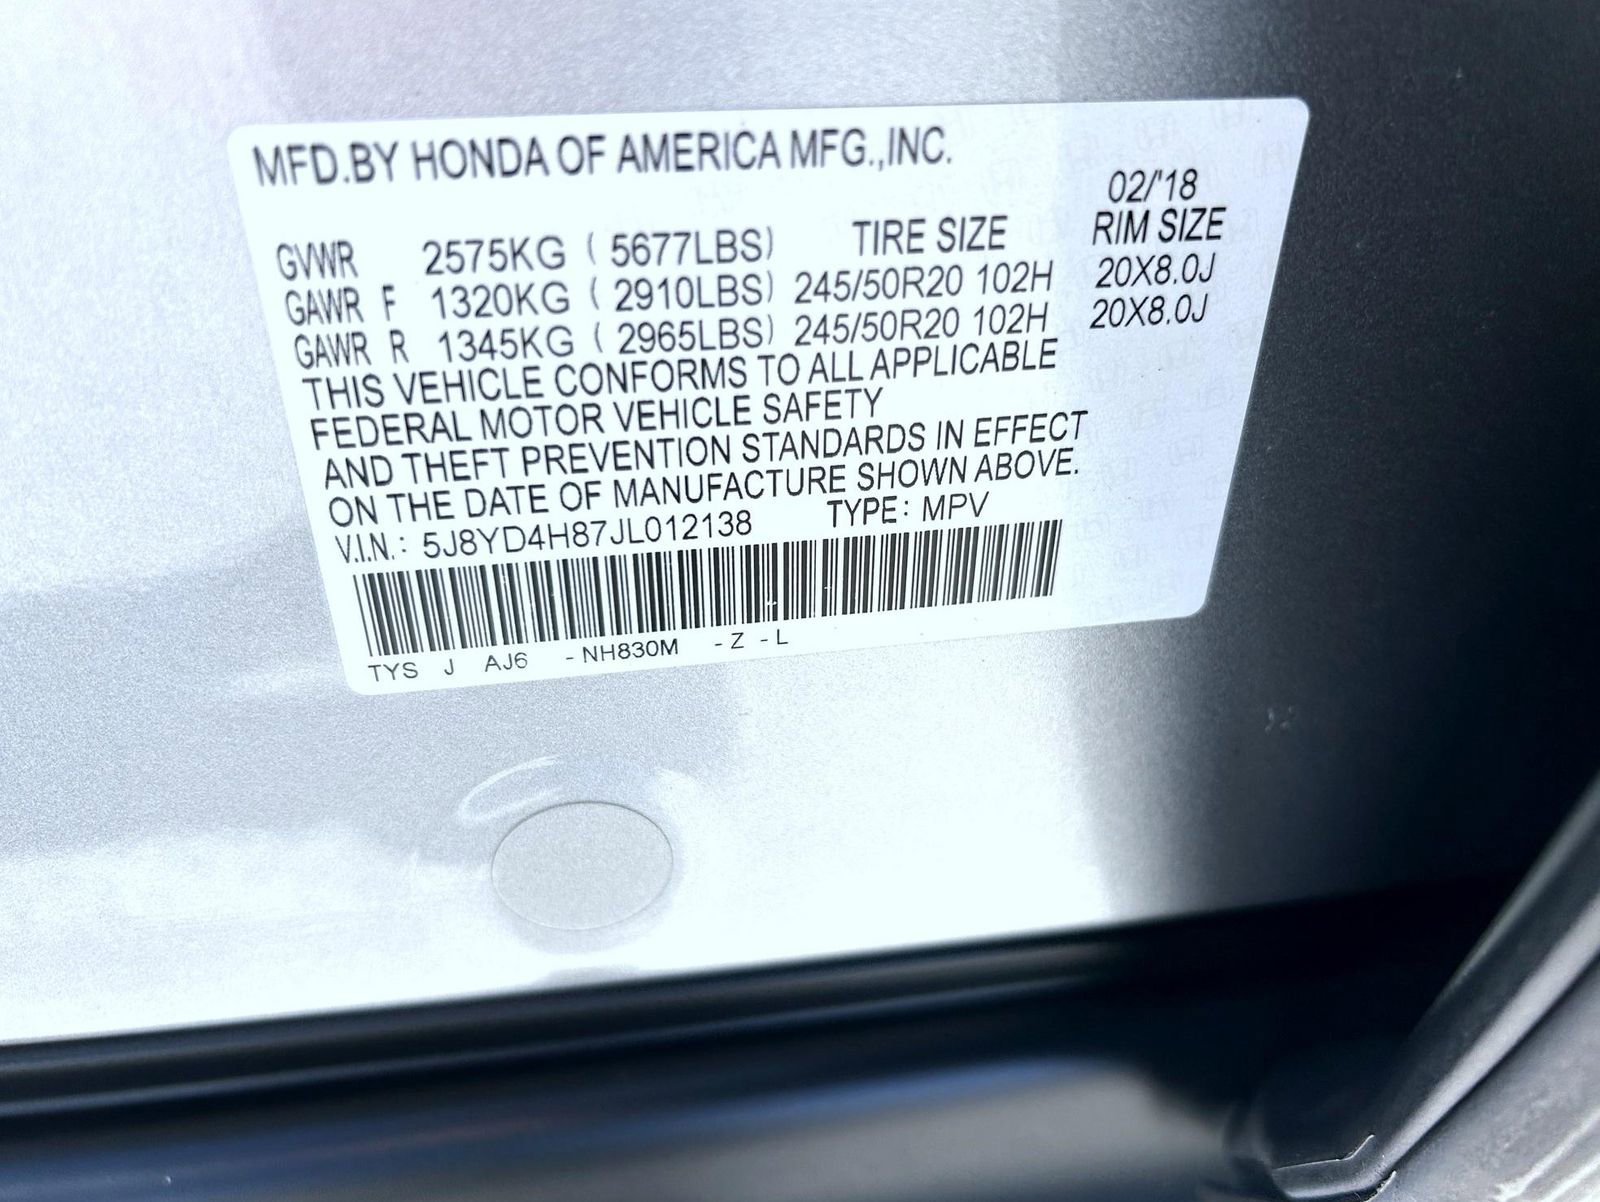 MFD.BY HONDA OF AMERICA MFG.,INC.
02/'18
GVWR 2575KG ( 5677LBS) TIRE SIZE RIM SIZE
GAWR F 1320KG ( 2910LBS) 245/50R20 102H 20X8.0J
GAWR R 1345KG ( 2965LBS) 245/50R20 102H 20X8.0J
THIS VEHICLE CONFORMS TO ALL APPLICABLE
FEDERAL MOTOR VEHICLE SAFETY
AND THEFT PREVENTION STANDARDS IN EFFECT
ON THE DATE OF MANUFACTURE SHOWN ABOVE.
V.I.N.: 5J8YD4H87JL012138 TYPE: MPV
TYS J AJ6 -NH830M -Z -L